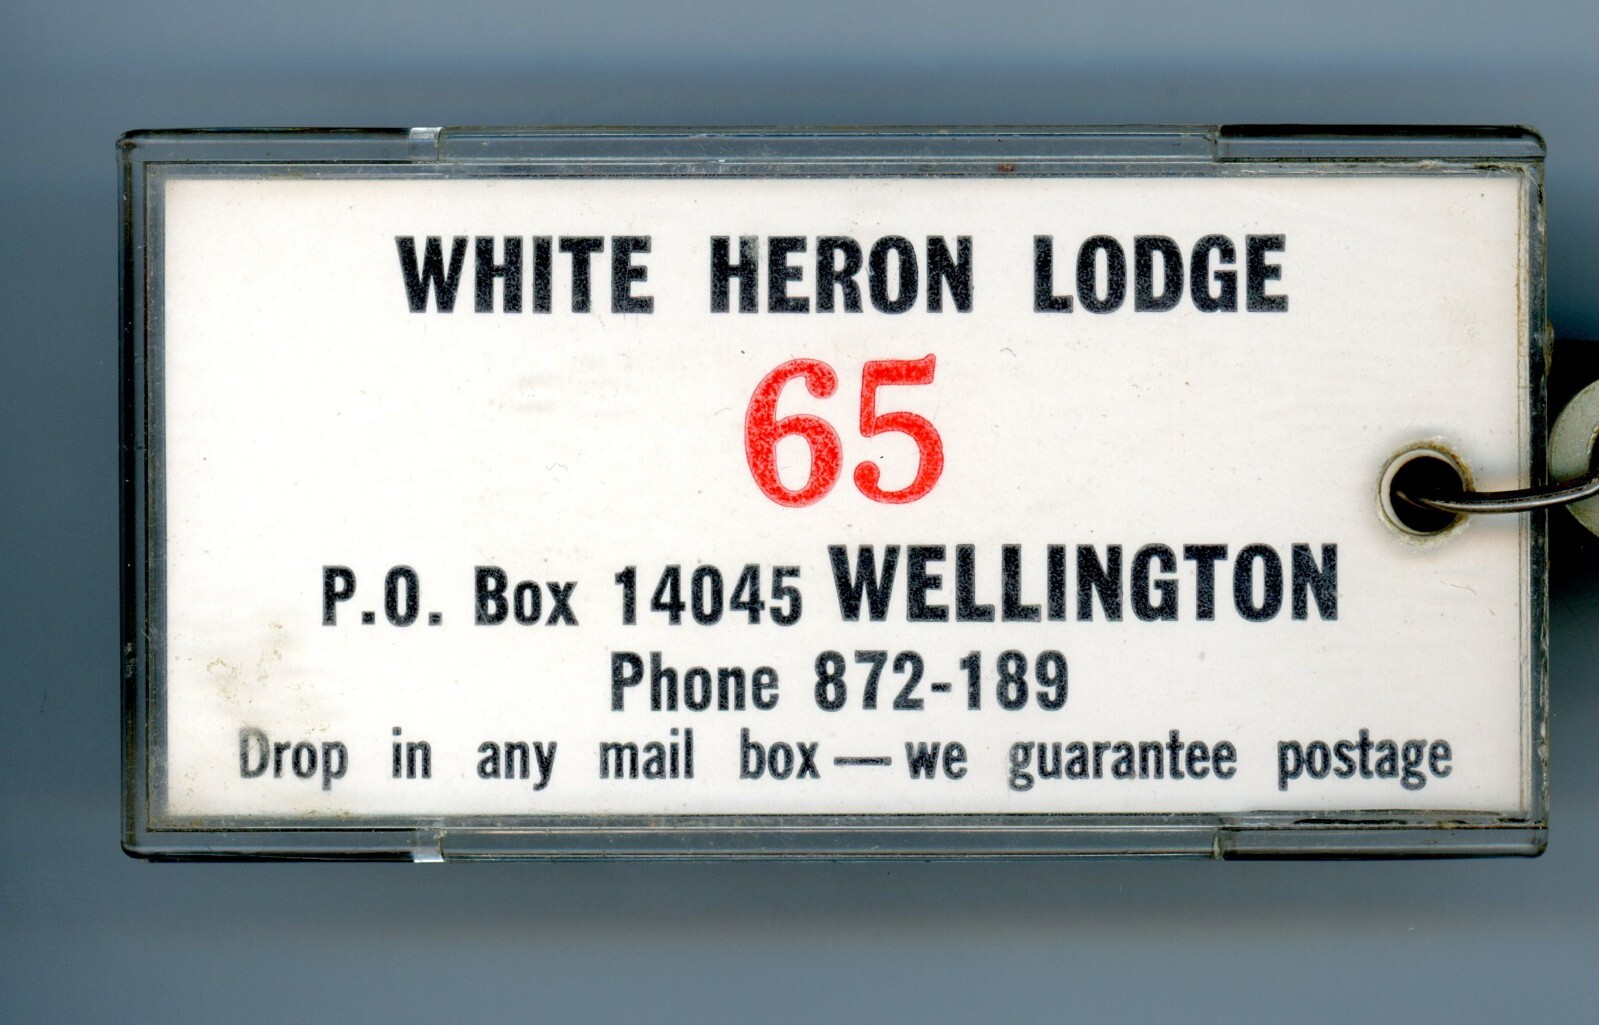 WHITE HERON LODGE
65
P.O. Box 14045 WELLINGTON
Phone 872-189
Drop in any mail box — we guarantee postage